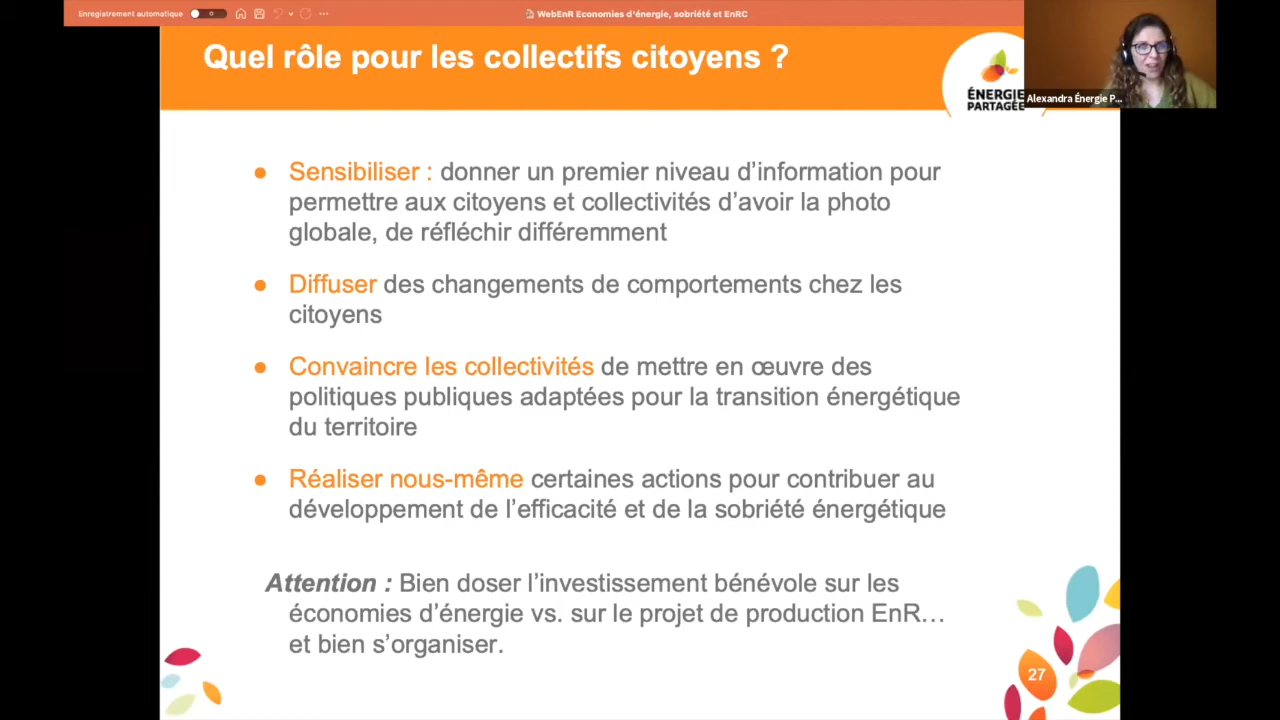 Enregistrement automatique
WebEnR Economies d'énergie, sobriété et EnRC
Quel rôle pour les collectifs citoyens ?
ÉNERGIE
PARTAGÉE
Alexandra Énergie P...
● Sensibiliser : donner un premier niveau d'information pour
permettre aux citoyens et collectivités d'avoir la photo
globale, de réfléchir différemment
● Diffuser des changements de comportements chez les
citoyens
● Convaincre les collectivités de mettre en œuvre des
politiques publiques adaptées pour la transition énergétique
du territoire
● Réaliser nous-même certaines actions pour contribuer au
développement de l'efficacité et de la sobriété énergétique
Attention : Bien doser l'investissement bénévole sur les
économies d'énergie vs. sur le projet de production EnR…
et bien s'organiser.
27